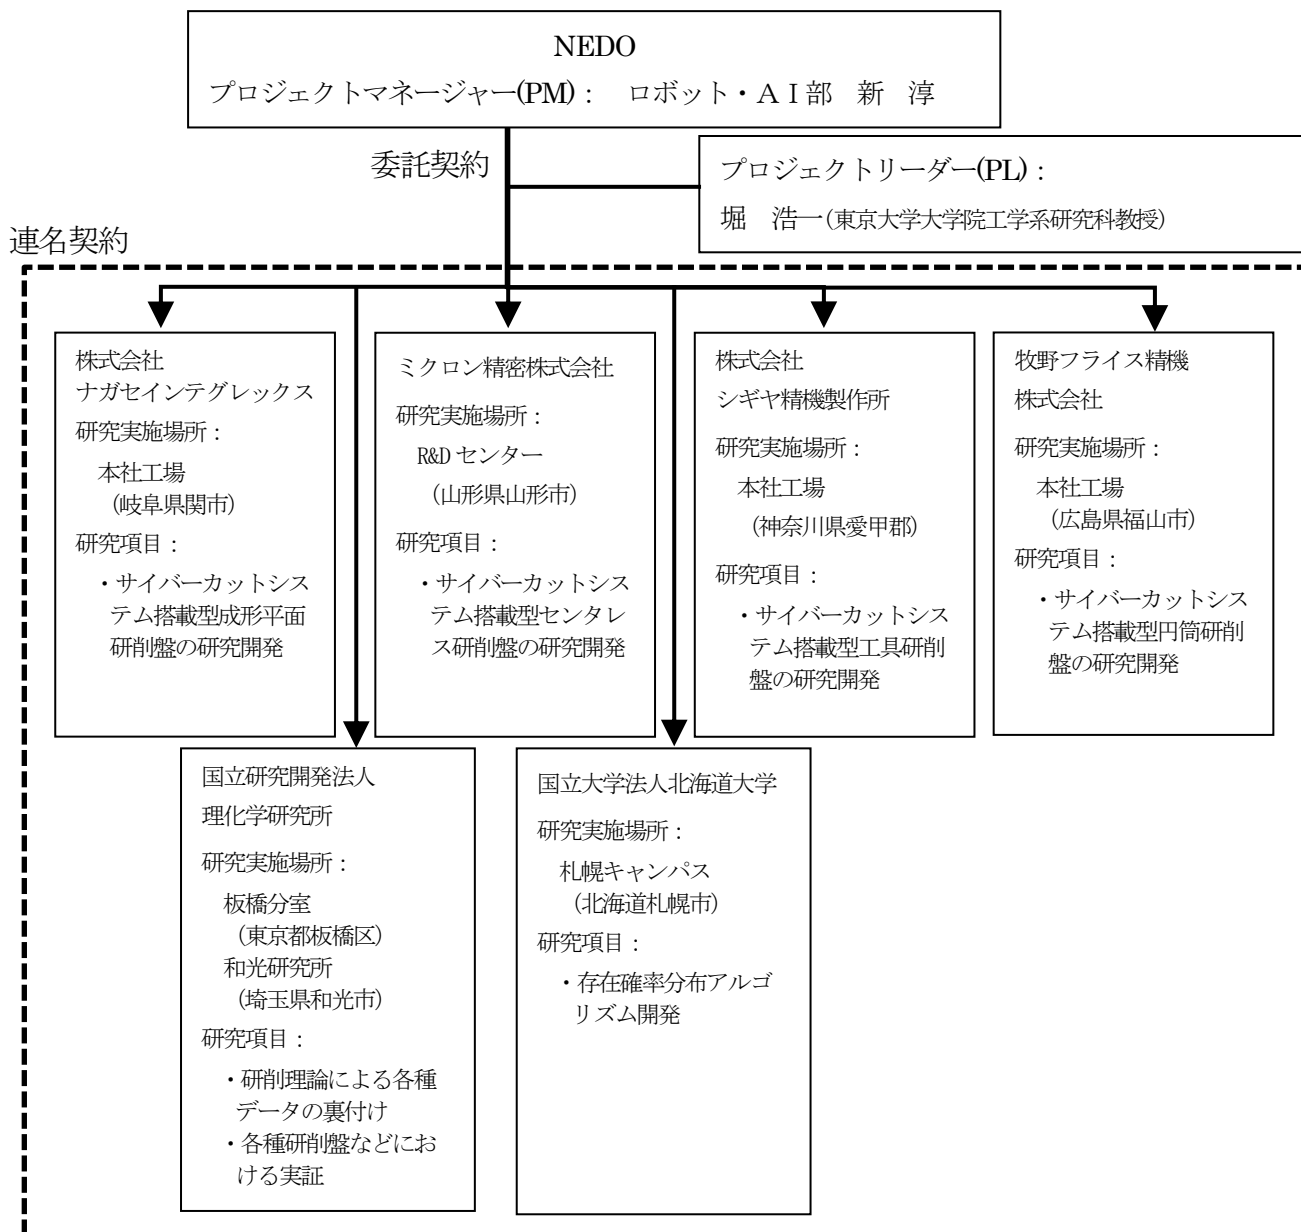 NEDO
プロジェクトマネージャー(PM)： ロボット・ＡＩ部 新 淳
委託契約
プロジェクトリーダー(PL)：
堀 浩一(東京大学大学院工学系研究科教授)
連名契約
株式会社
ナガセインテグレックス
研究実施場所：
本社工場
(岐阜県関市)
研究項目：
・サイバーカットシス
テム搭載型成形平面
研削盤の研究開発
ミクロン精密株式会社
研究実施場所：
R&D センター
(山形県山形市)
研究項目：
・サイバーカットシス
テム搭載型センタレ
ス研削盤の研究開発
株式会社
シギヤ精機製作所
研究実施場所：
本社工場
(神奈川県愛甲郡)
研究項目：
・サイバーカットシス
テム搭載型工具研削
盤の研究開発
牧野フライス精機
株式会社
研究実施場所：
本社工場
(広島県福山市)
研究項目：
・サイバーカットシス
テム搭載型円筒研削
盤の研究開発
国立研究開発法人
理化学研究所
研究実施場所：
板橋分室
(東京都板橋区)
和光研究所
(埼玉県和光市)
研究項目：
・研削理論による各種
データの裏付け
・各種研削盤などにお
ける実証
国立大学法人北海道大学
研究実施場所：
札幌キャンパス
(北海道札幌市)
研究項目：
・存在確率分布アルゴ
リズム開発